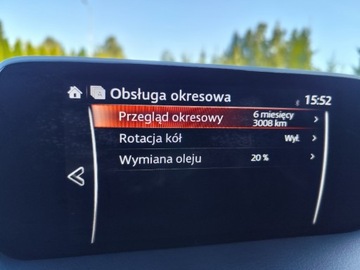 Obsługa okresowa 15:52
Przegląd okresowy 6 miesięcy
3008 km
Rotacja kół Wył.
Wymiana oleju 20 %